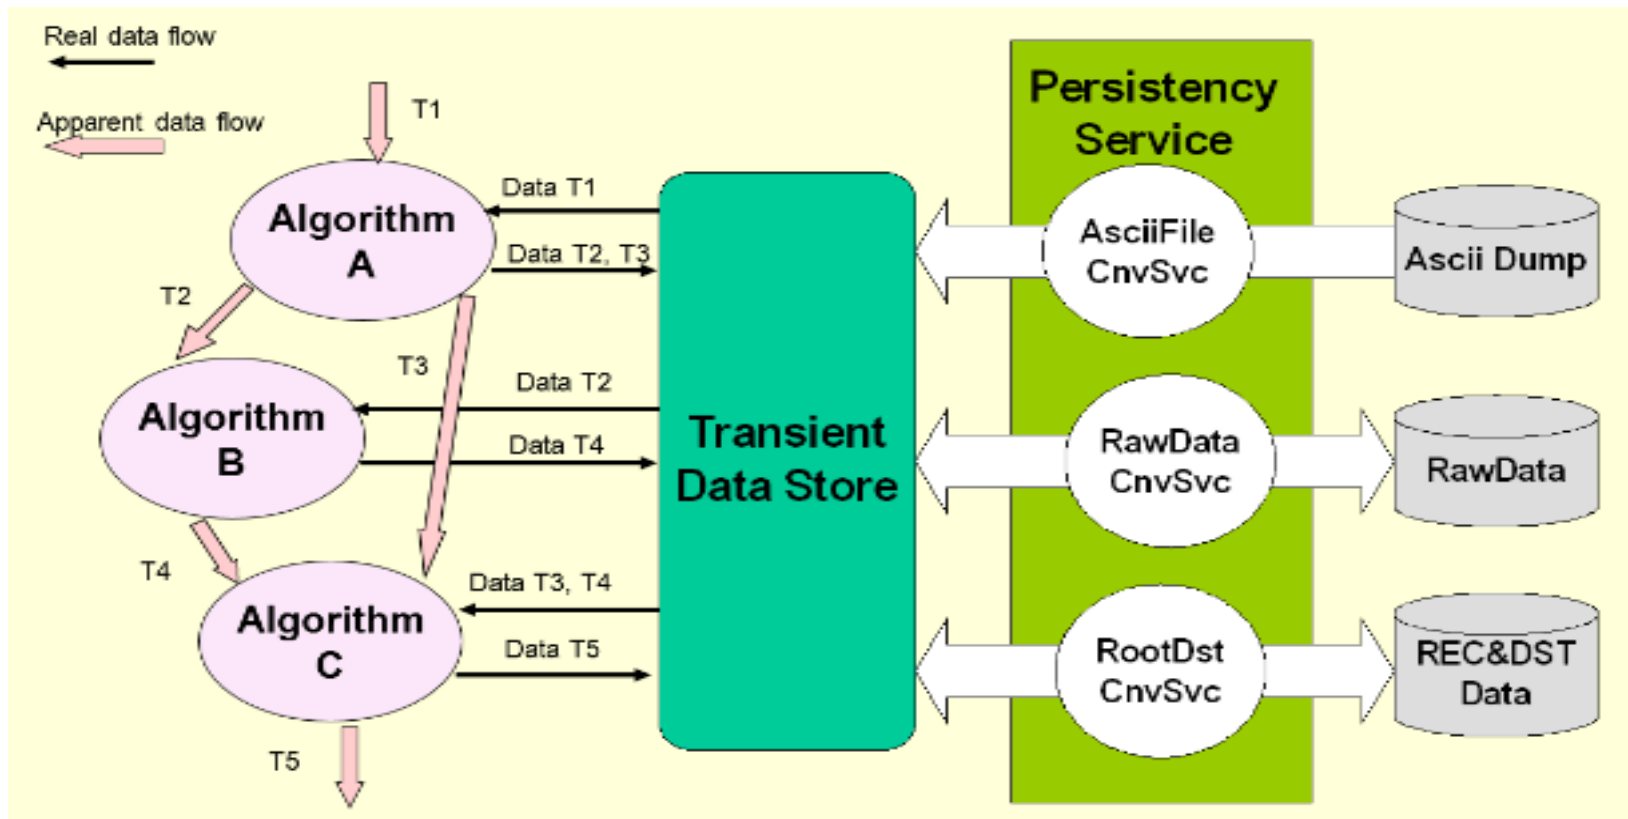 Real data flow
Apparent data flow
T1
Algorithm
A
Data T1
Data T2, T3
T2
T3
Algorithm
B
Data T2
Data T4
T4
Algorithm
C
Data T3, T4
Data T5
T5
Transient
Data Store
Persistency
Service
AsciiFile
CnvSvc
Ascii Dump
RawData
CnvSvc
RawData
RootDst
CnvSvc
REC&DST
Data